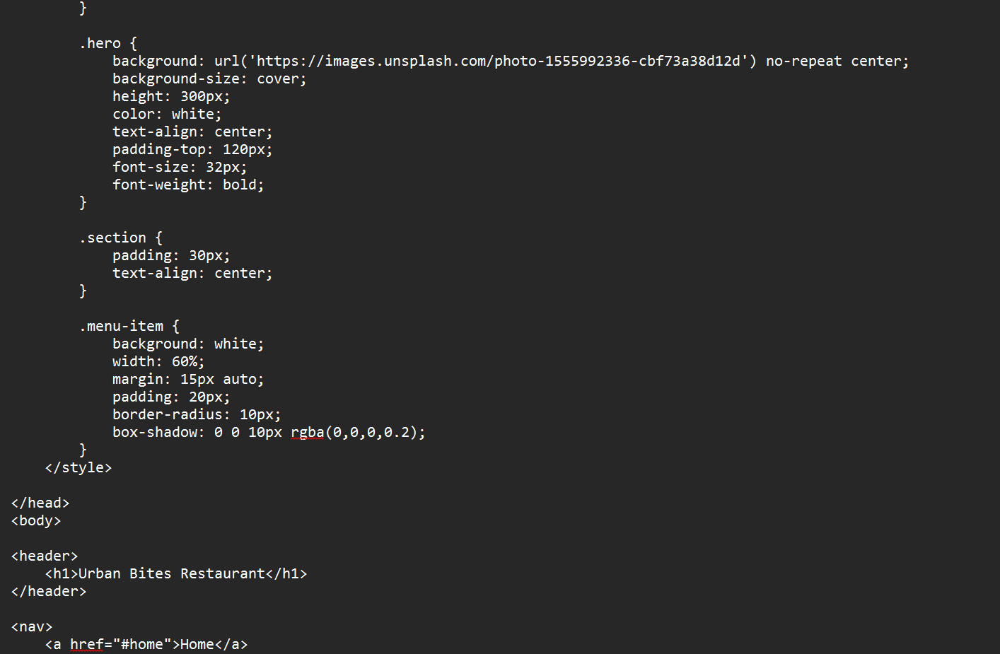 }
.hero {
background: url('https://images.unsplash.com/photo-1555992336-cbf73a38d12d') no-repeat center;
background-size: cover;
height: 300px;
color: white;
text-align: center;
padding-top: 120px;
font-size: 32px;
font-weight: bold;
}
.section {
padding: 30px;
text-align: center;
}
.menu-item {
background: white;
width: 60%;
margin: 15px auto;
padding: 20px;
border-radius: 10px;
box-shadow: 0 0 10px rgba(0,0,0,0.2);
}
</style>
</head>
<body>
<header>
<h1>Urban Bites Restaurant</h1>
</header>
<nav>
<a href="#home">Home</a>